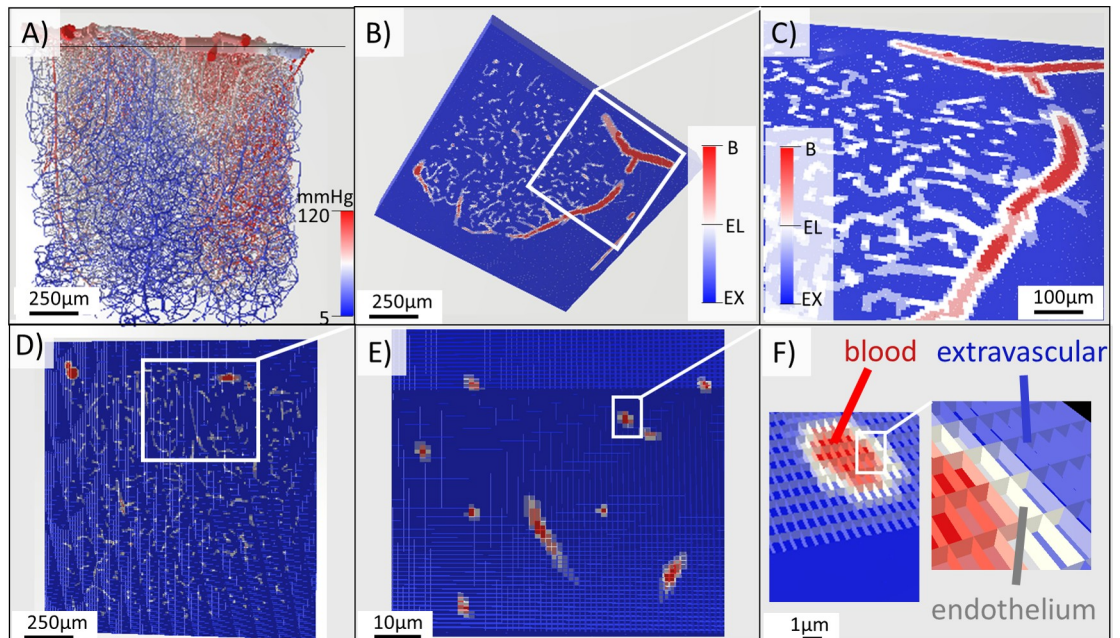 A)
mmHg
120
5
250μm
B)
B
EL
EX
250μm
C)
B
EL
EX
100μm
D)
250μm
E)
10μm
F)
blood extravascular
endothelium
1μm